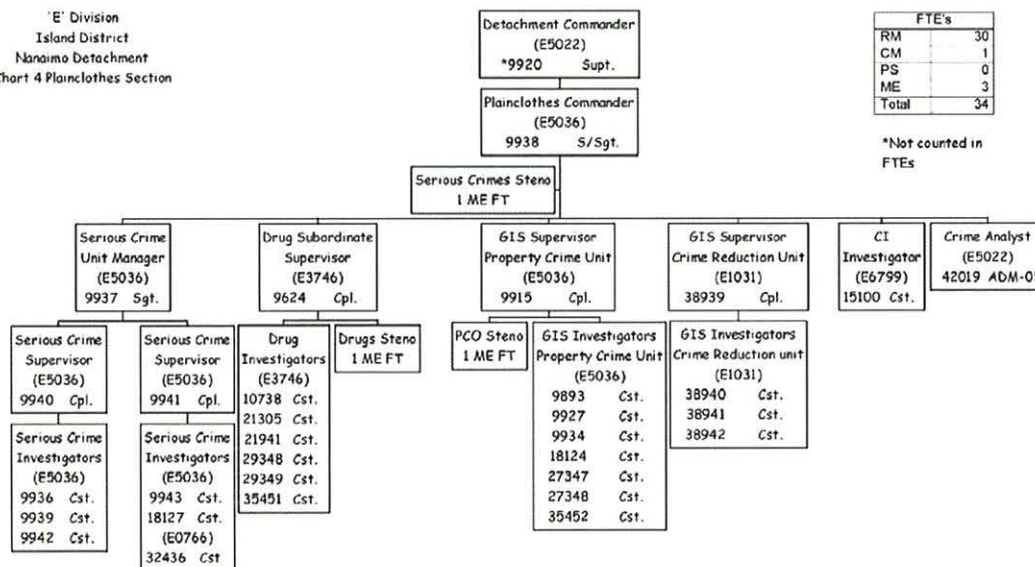 'E' Division
Island District
Nanaimo Detachment
Chart 4 Plainclothes Section
Detachment Commander
(E5022)
*9920 Supt.
FTE's
RM 30
CM 1
PS 0
ME 3
Total 34
*Not counted in
FTEs
Plainclothes Commander
(E5036)
9938 S/Sgt.
Serious Crimes Steno
1 ME FT
Serious Crime
Unit Manager
(E5036)
9937 Sgt.
Drug Subordinate
Supervisor
(E3746)
9624 Cpl.
GIS Supervisor
Property Crime Unit
(E5036)
9915 Cpl.
GIS Supervisor
Crime Reduction Unit
(E1031)
38939 Cpl.
CI
Investigator
(E6799)
15100 Cst.
Crime Analyst
(E5022)
42019
Serious Crime
Supervisor
(E5036)
9940 Cpl.
Serious Crime
Supervisor
(E5036)
9941 Cpl.
Drug
Investigators
(E3746)
10738 Cst.
21305 Cst.
21941 Cst.
29348 Cst.
29349 Cst.
35451 Cst.
Drugs Steno
1 ME FT
PCO Steno
1 ME FT
GIS Investigators
Property Crime Unit
(E5036)
9893 Cst.
9927 Cst.
9934 Cst.
18124 Cst.
27347 Cst.
27348 Cst.
35452 Cst.
GIS Investigators
Crime Reduction unit
(E1031)
38940 Cst.
38941 Cst.
38942 Cst.
Serious Crime
Investigators
(E5036)
9936 Cst.
9939 Cst.
9942 Cst.
Serious Crime
Investigators
(E5036)
9943 Cst.
18127 Cst.
(E0766)
32436 Cst